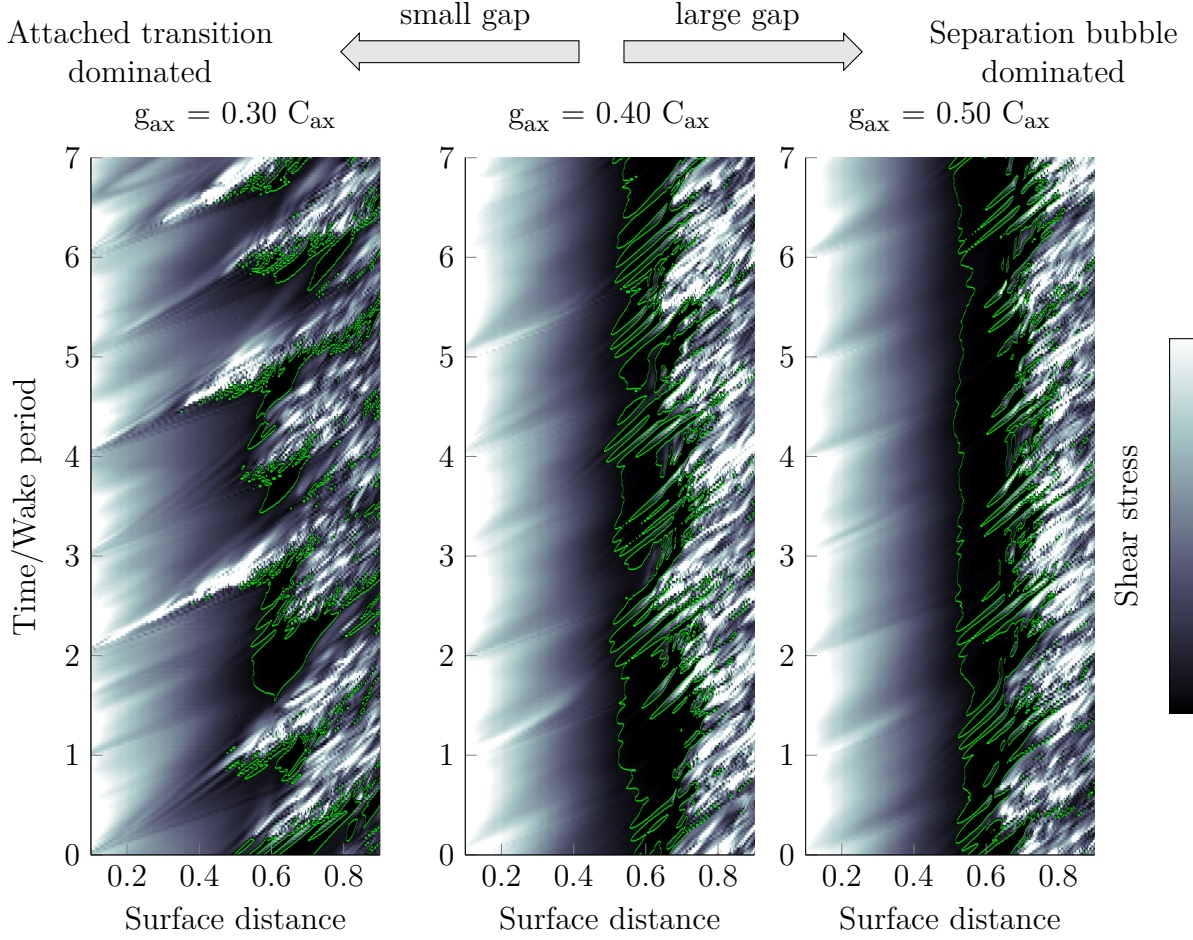 small gap
large gap
Attached transition
dominated
Separation bubble
dominated
g_ax = 0.30 C_ax
g_ax = 0.40 C_ax
g_ax = 0.50 C_ax
Time/Wake period
7
6
5
4
3
2
1
0
0.2 0.4 0.6 0.8
Surface distance
7
6
5
4
3
2
1
0
0.2 0.4 0.6 0.8
Surface distance
7
6
5
4
3
2
1
0
0.2 0.4 0.6 0.8
Surface distance
Shear stress